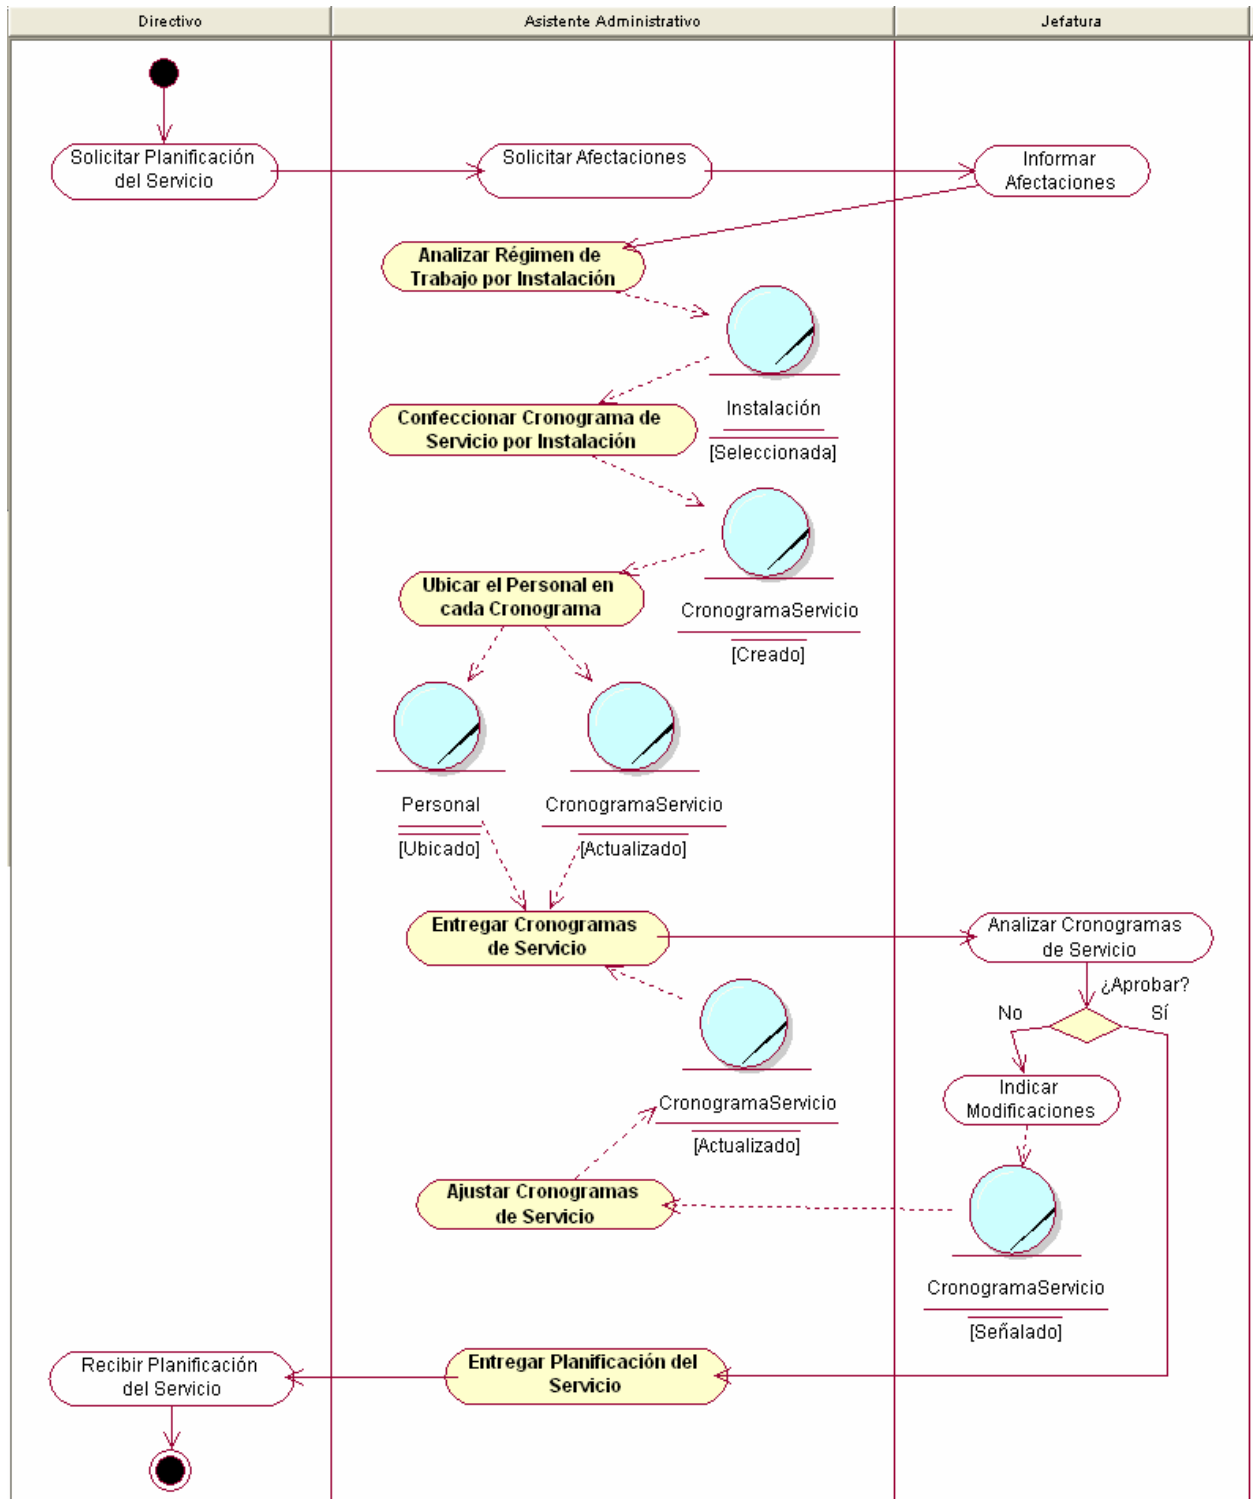 Directivo
Asistente Administrativo
Jefatura
Solicitar Planificación
del Servicio
Solicitar Afectaciones
Informar
Afectaciones
Analizar Régimen de
Trabajo por Instalación
Instalación
[Seleccionada]
Confeccionar Cronograma de
Servicio por Instalación
CronogramaServicio
[Creado]
Ubicar el Personal en
cada Cronograma
Personal
[Ubicado]
CronogramaServicio
[Actualizado]
Entregar Cronogramas
de Servicio
Analizar Cronogramas
de Servicio
¿Aprobar?
No
Sí
Indicar
Modificaciones
CronogramaServicio
[Actualizado]
Ajustar Cronogramas
de Servicio
CronogramaServicio
[Señalado]
Recibir Planificación
del Servicio
Entregar Planificación del
Servicio